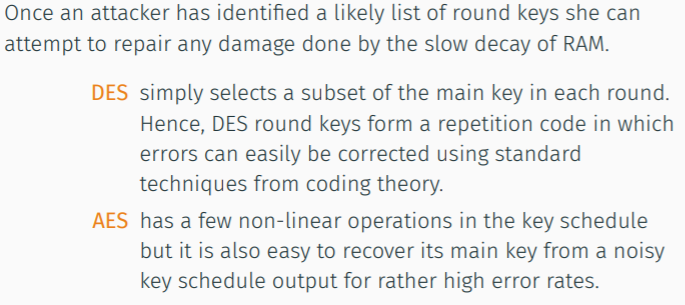 Once an attacker has identified a likely list of round keys she can
attempt to repair any damage done by the slow decay of RAM.
DES simply selects a subset of the main key in each round.
Hence, DES round keys form a repetition code in which
errors can easily be corrected using standard
techniques from coding theory.
AES has a few non-linear operations in the key schedule
but it is also easy to recover its main key from a noisy
key schedule output for rather high error rates.